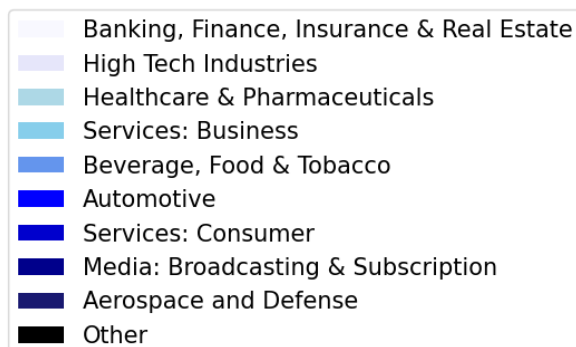 Banking, Finance, Insurance & Real Estate
High Tech Industries
Healthcare & Pharmaceuticals
Services: Business
Beverage, Food & Tobacco
Automotive
Services: Consumer
Media: Broadcasting & Subscription
Aerospace and Defense
Other